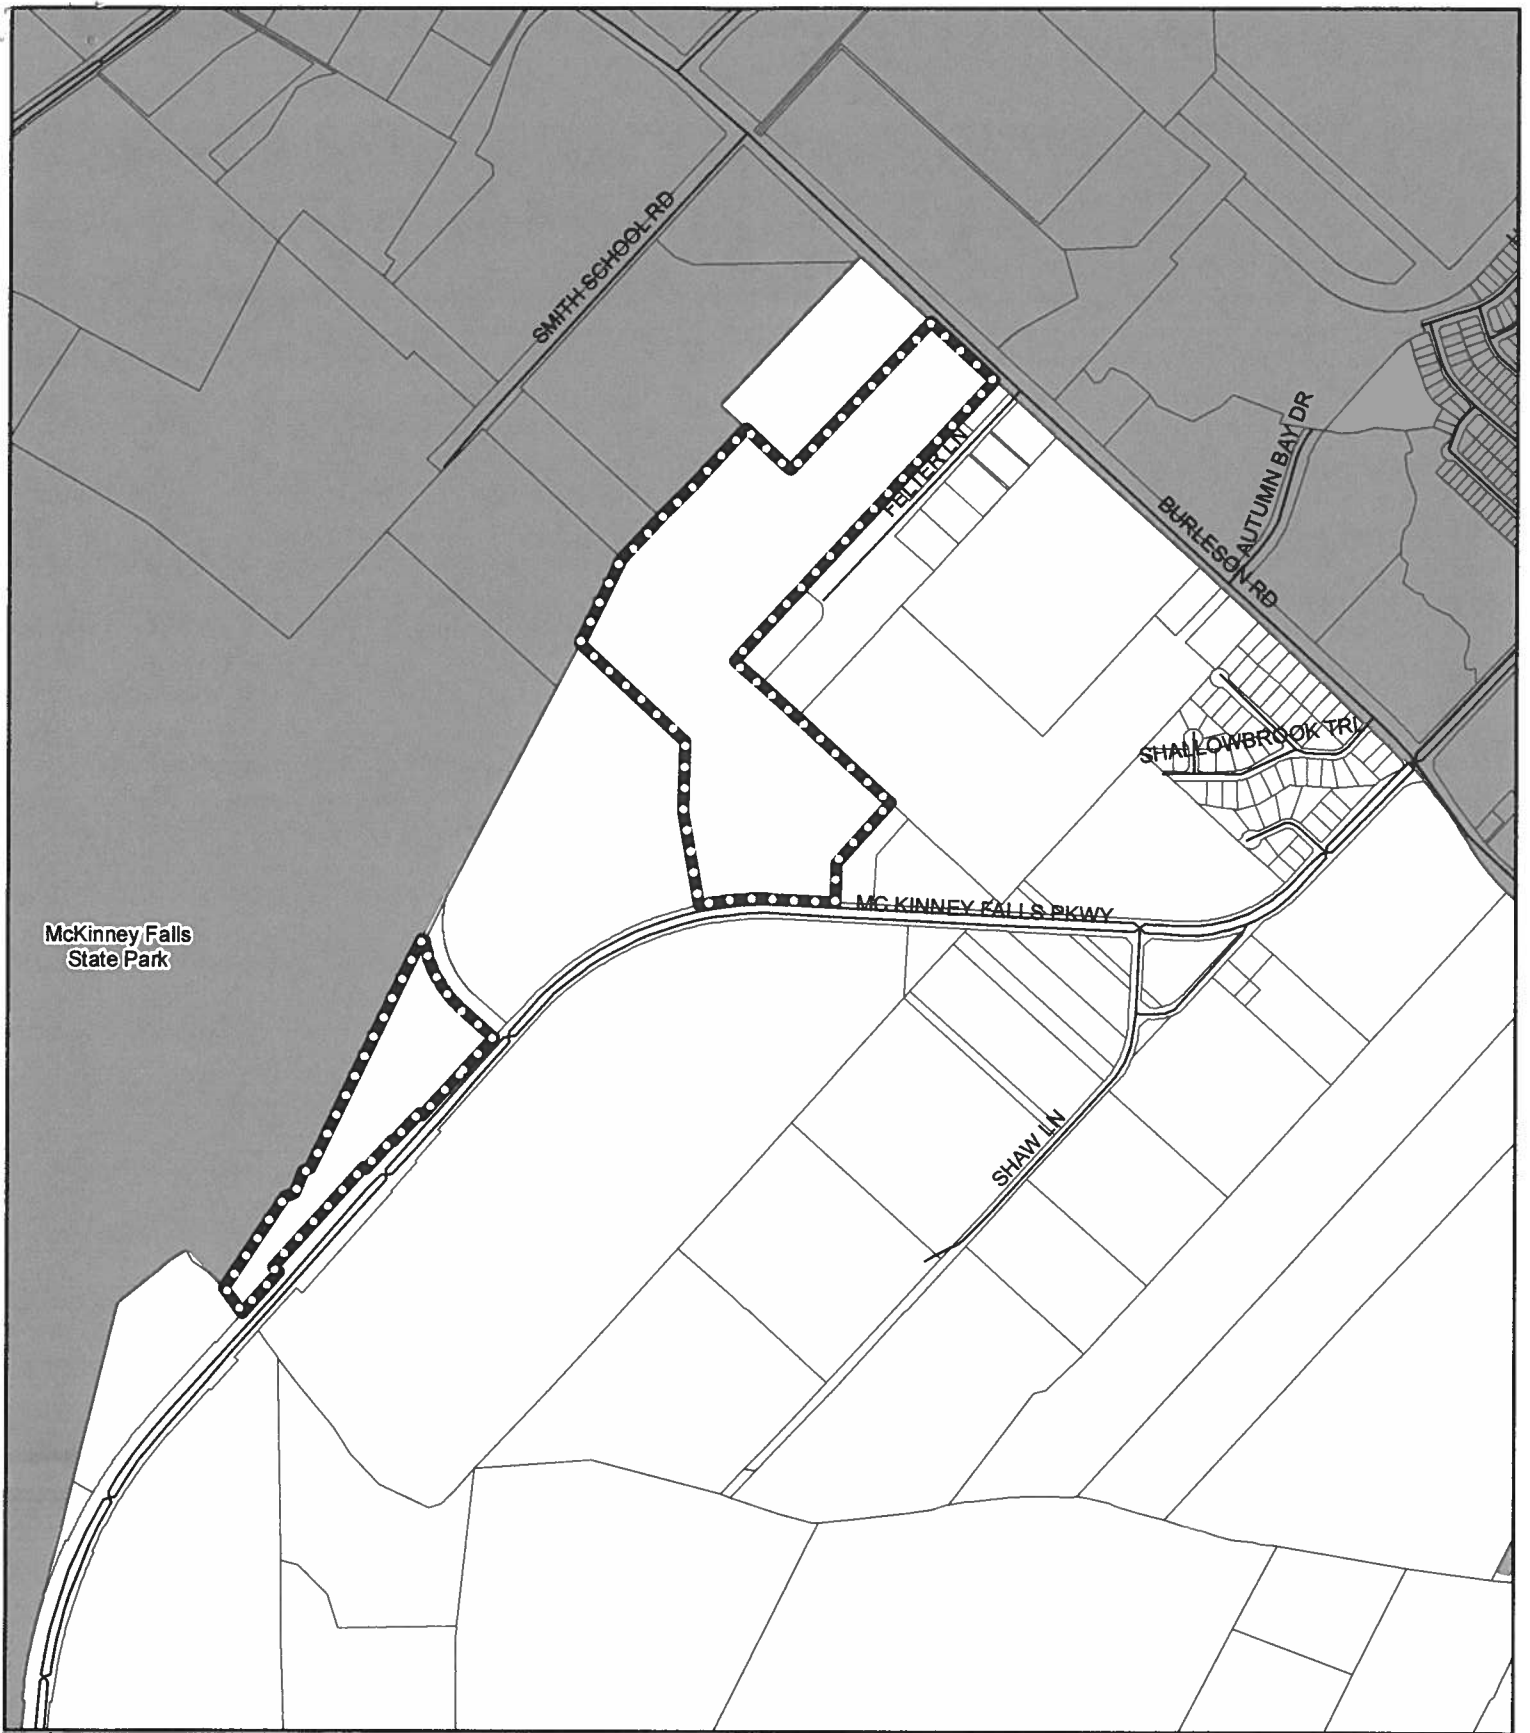 SMITH SCHOOL RD
FELTER LN
AUTUMN BAY DR
BURLESON RD
SHALLOWBROOK TRL
MC KINNEY FALLS PKWY
McKinney Falls
State Park
SHAW LN